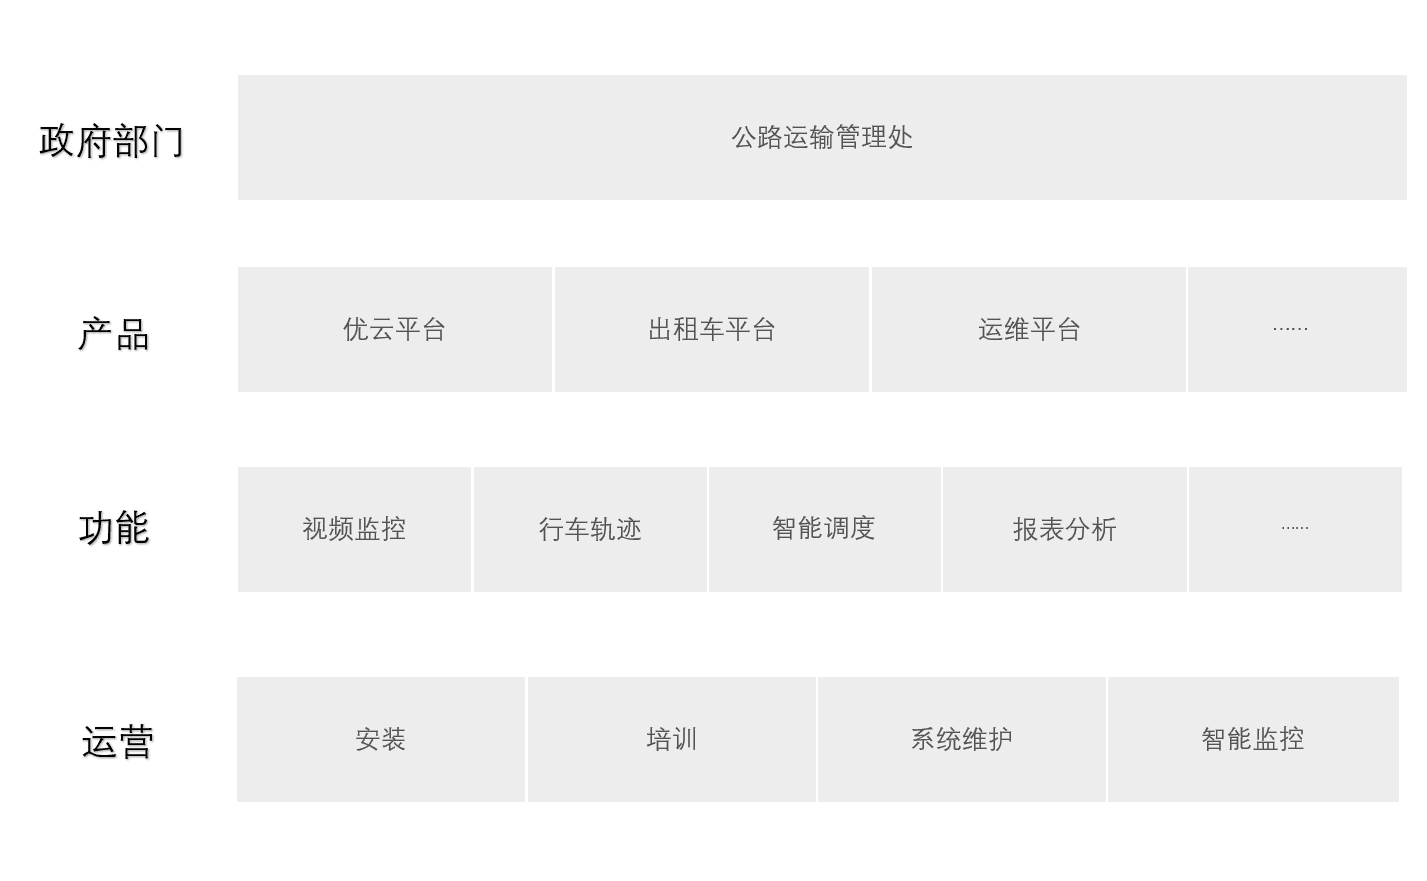 政府部门
公路运输管理处
产品
优云平台
出租车平台
运维平台
……
功能
视频监控
行车轨迹
智能调度
报表分析
……
运营
安装
培训
系统维护
智能监控